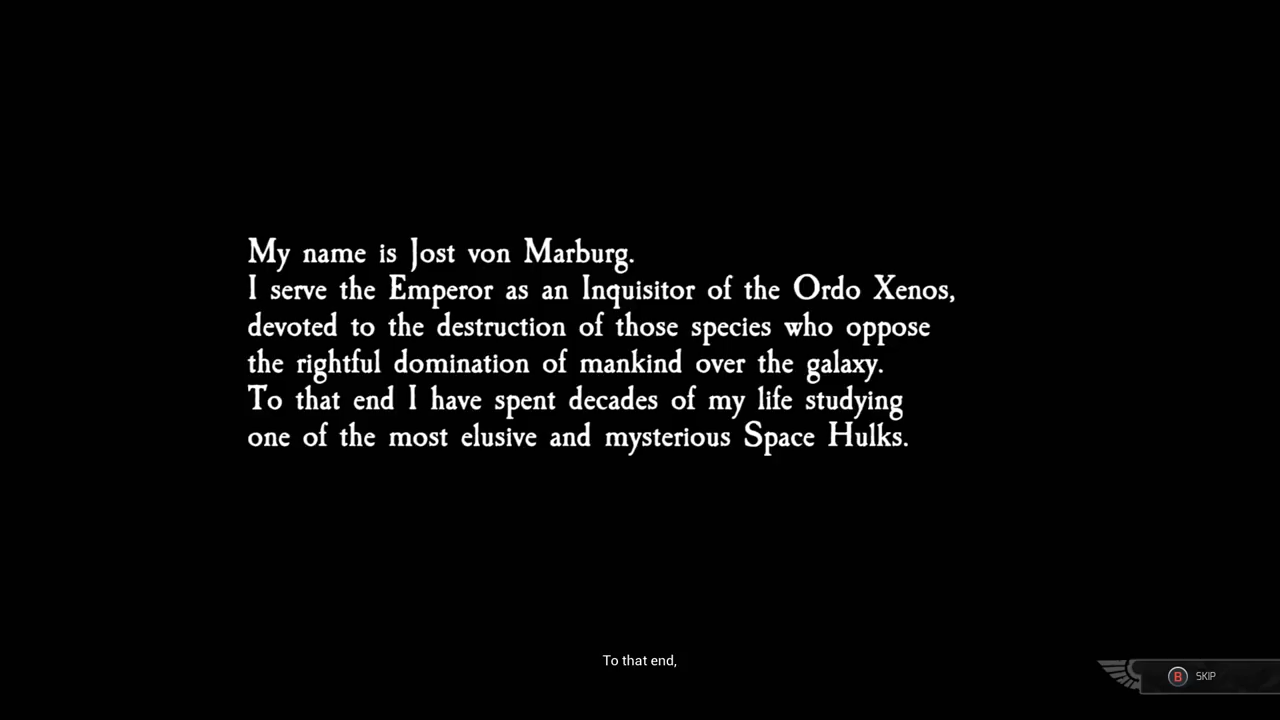 My name is Jost von Marburg.
I serve the Emperor as an Inquisitor of the Ordo Xenos,
devoted to the destruction of those species who oppose
the rightful domination of mankind over the galaxy.
To that end I have spent decades of my life studying
one of the most elusive and mysterious Space Hulks.
To that end,
B SKIP